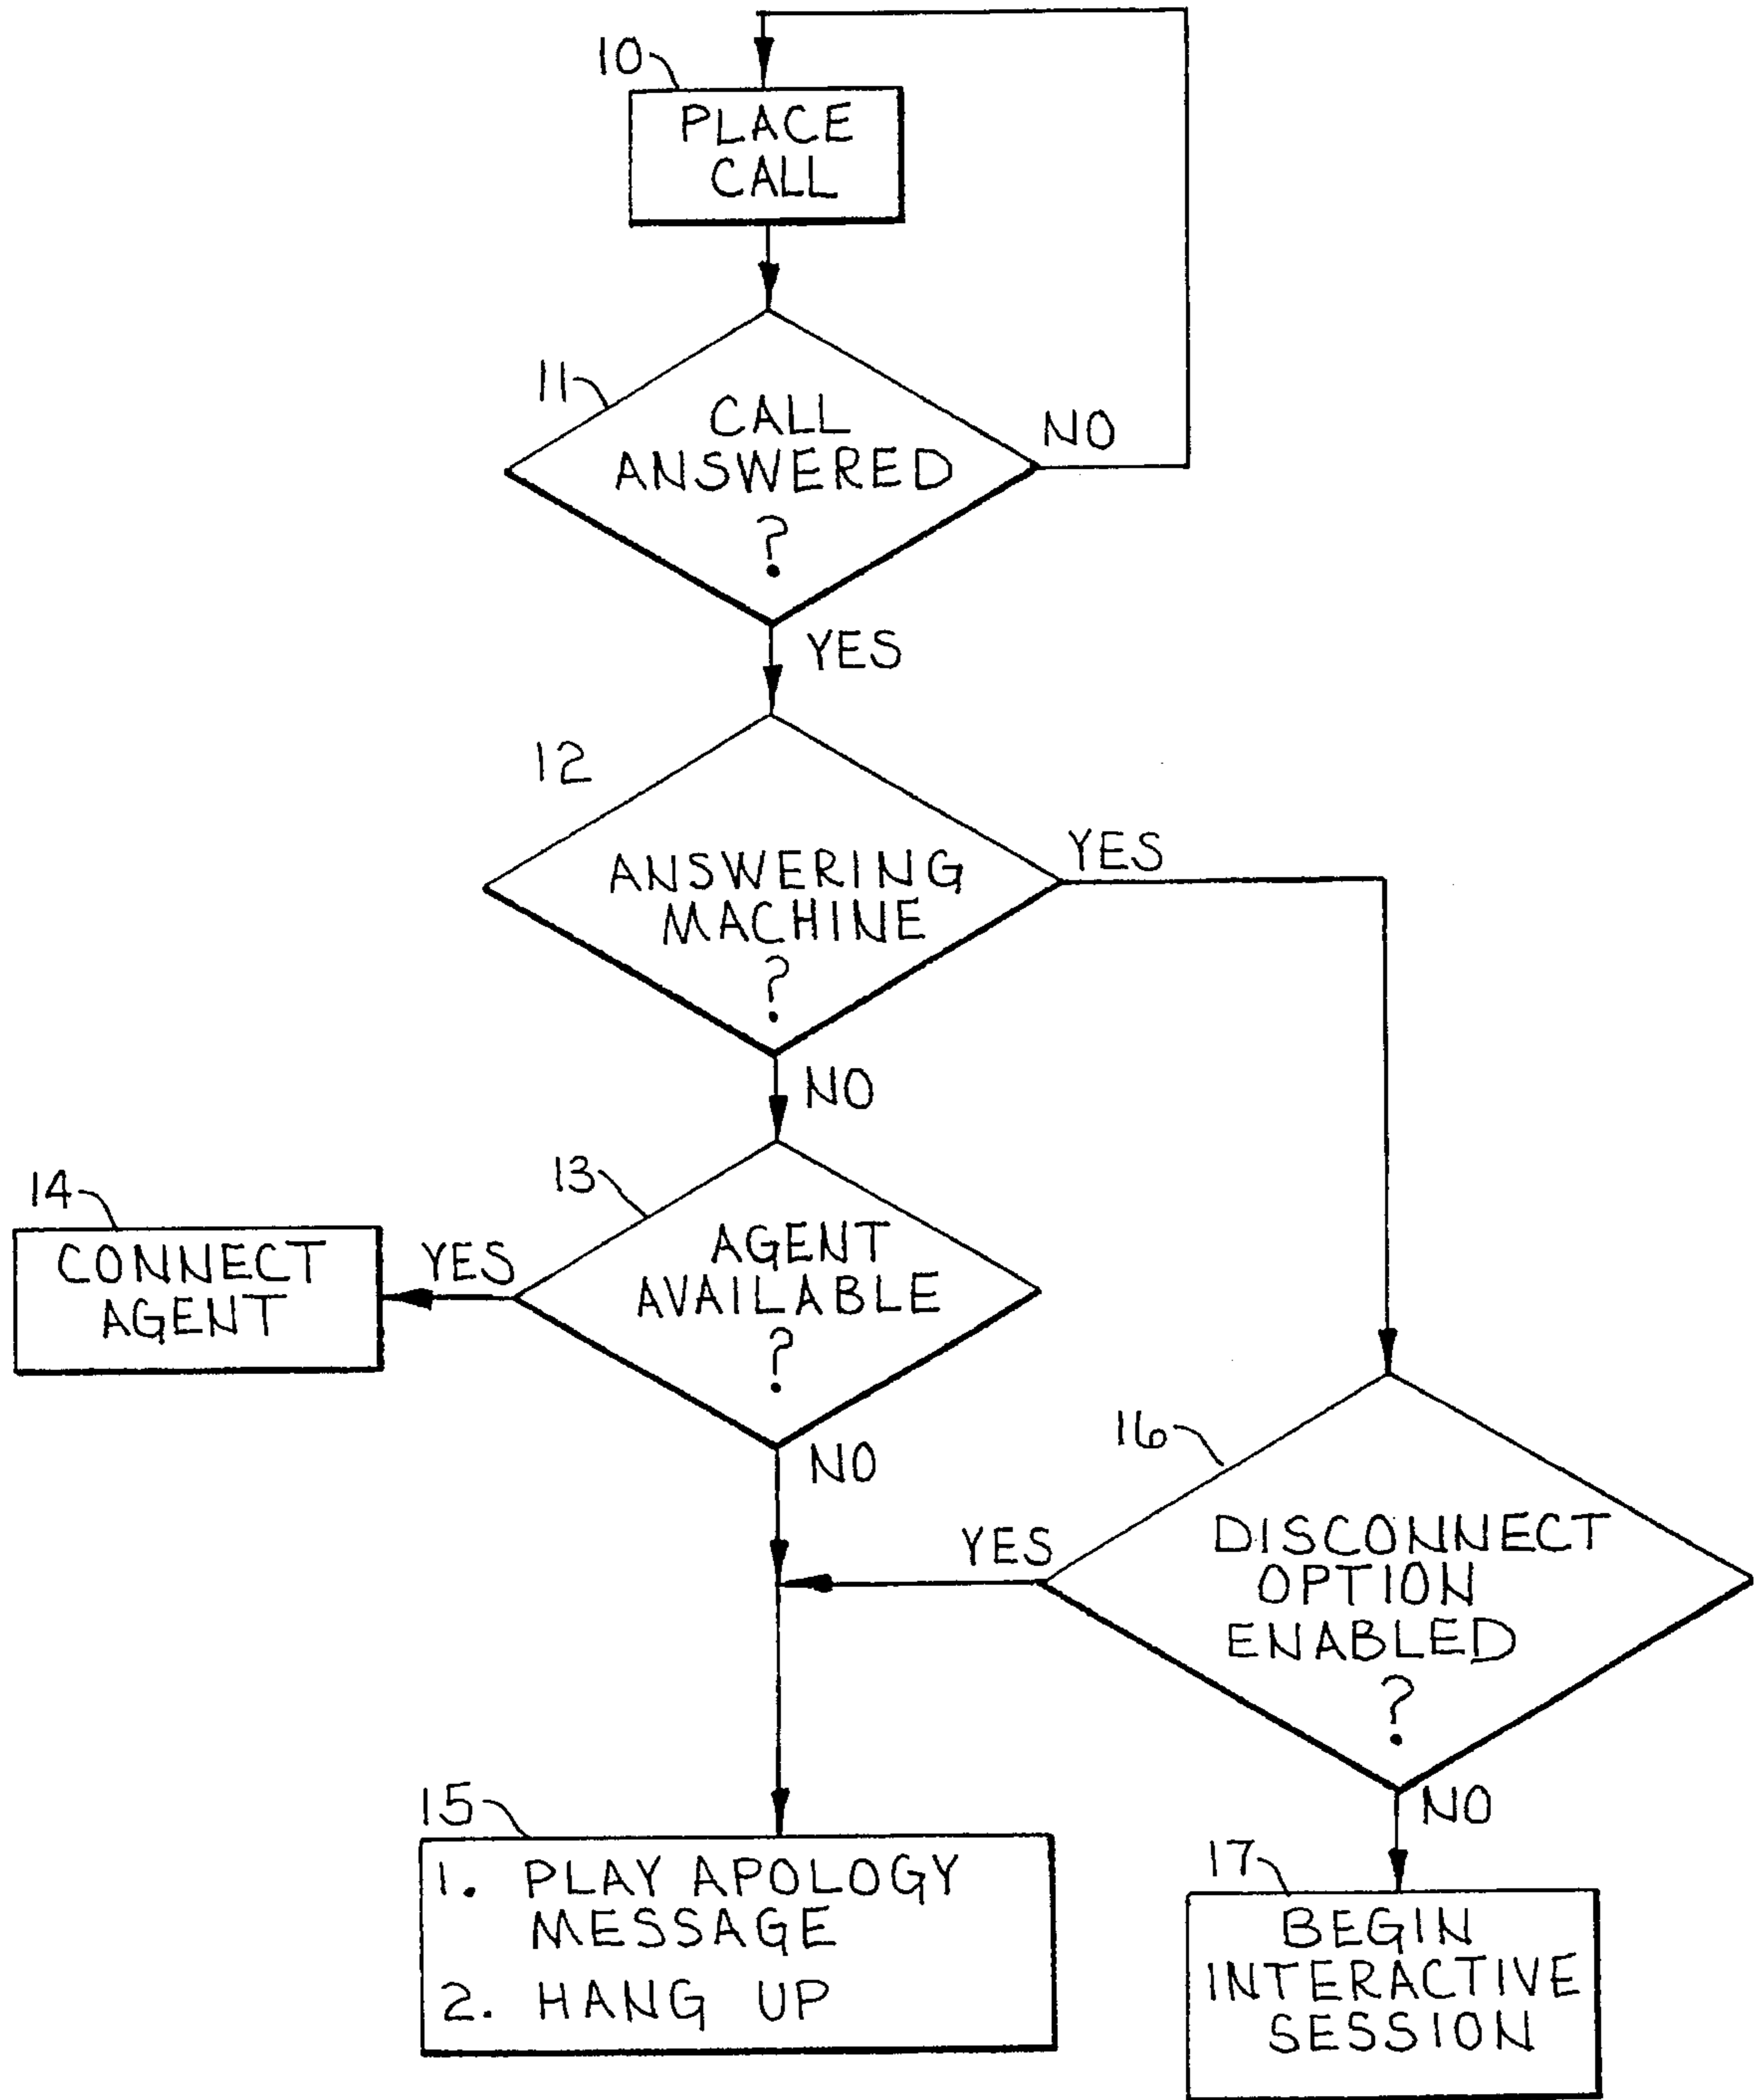 10
PLACE
CALL
11
CALL
ANSWERED
?
NO
YES
12
ANSWERING
MACHINE
?
YES
NO
13
AGENT
AVAILABLE
?
YES
14
CONNECT
AGENT
NO
16
DISCONNECT
OPTION
ENABLED
?
YES
NO
15
1. PLAY APOLOGY
MESSAGE
2. HANG UP
17
BEGIN
INTERACTIVE
SESSION